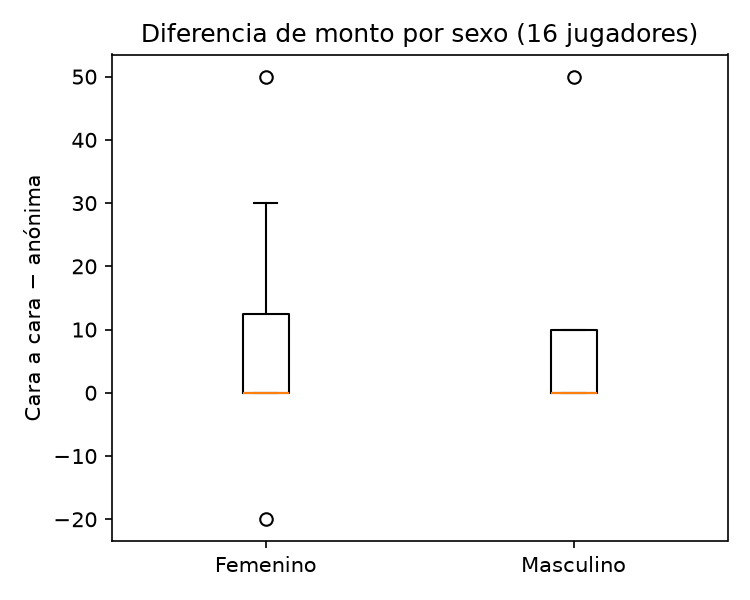 Diferencia de monto por sexo (16 jugadores)
Cara a cara − anónima
50
40
30
20
10
0
−10
−20
Femenino
Masculino